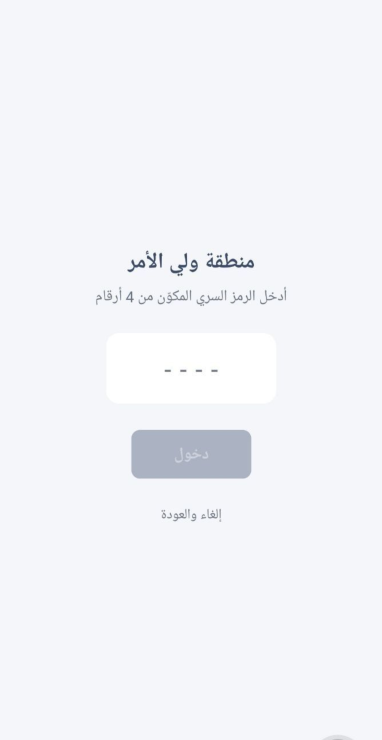 منطقة ولي الأمر
أدخل الرمز السري المكوّن من 4 أرقام
- - - -
دخول
إلغاء والعودة